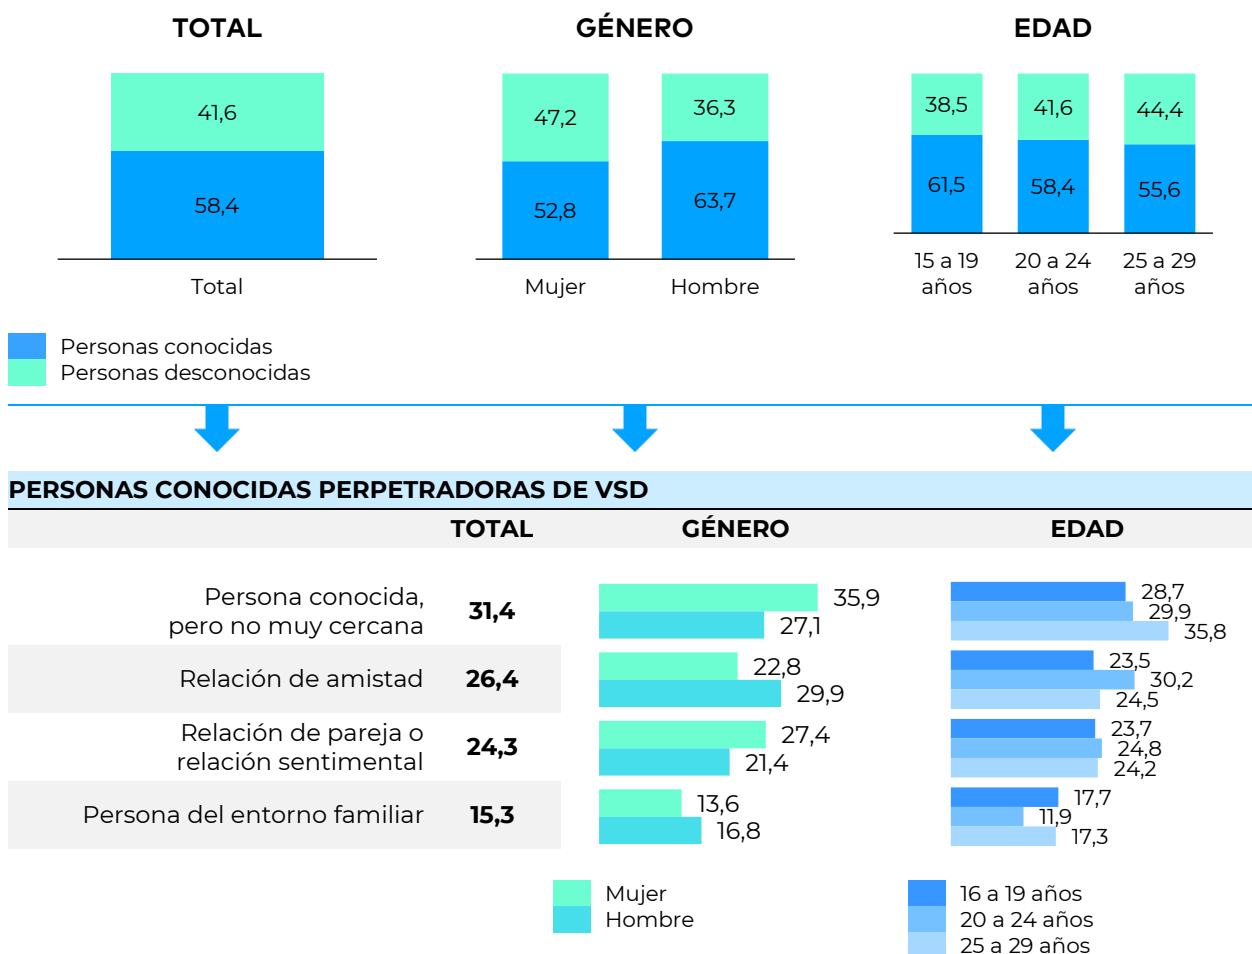 TOTAL
GÉNERO
EDAD
41,6
58,4
Total
47,2
36,3
52,8
63,7
Mujer
Hombre
38,5
41,6
44,4
61,5
58,4
55,6
15 a 19
años
20 a 24
años
25 a 29
años
Personas conocidas
Personas desconocidas
PERSONAS CONOCIDAS PERPETRADORAS DE VSD
TOTAL
GÉNERO
EDAD
Persona conocida,
pero no muy cercana
31,4
35,9
27,1
28,7
29,9
35,8
Relación de amistad
26,4
22,8
29,9
23,5
30,2
24,5
Relación de pareja o
relación sentimental
24,3
27,4
21,4
23,7
24,8
24,2
Persona del entorno familiar
15,3
13,6
16,8
17,7
11,9
17,3
Mujer
Hombre
16 a 19 años
20 a 24 años
25 a 29 años